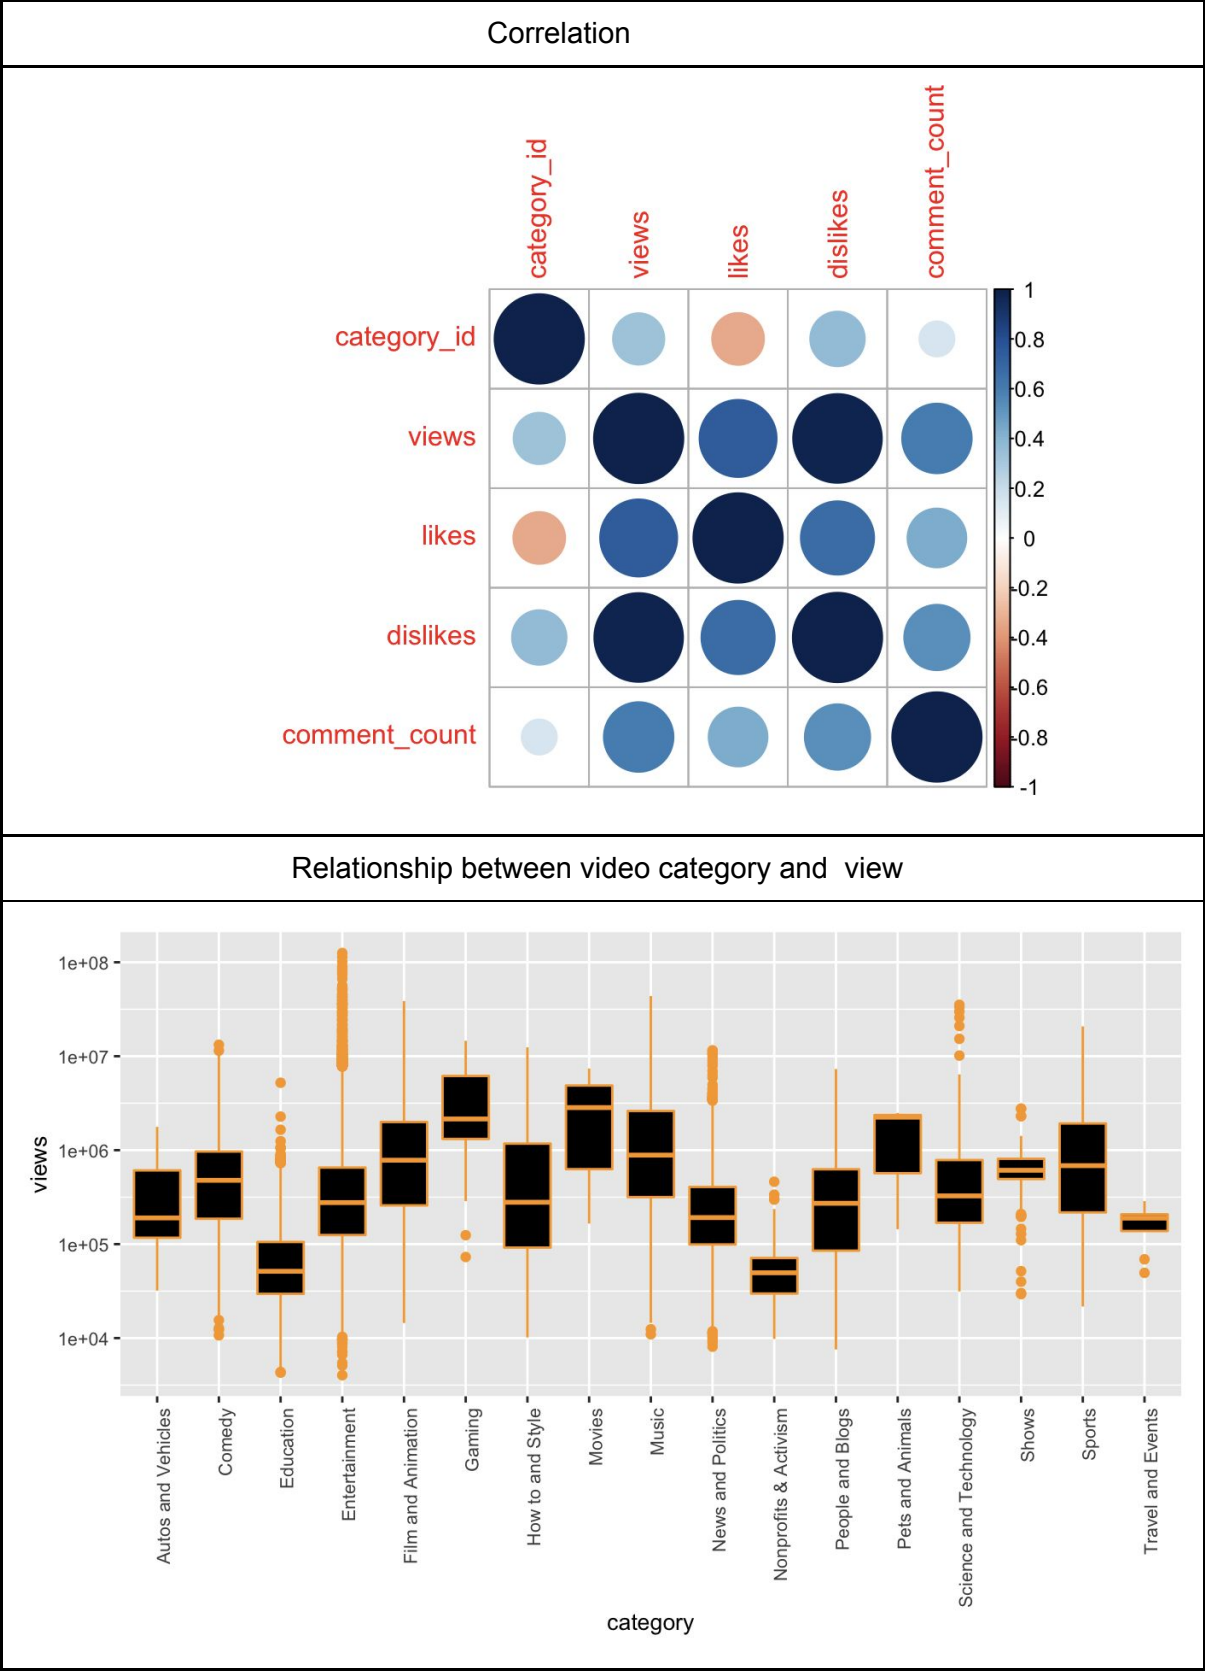 Correlation
category_id
views
likes
dislikes
comment_count
category_id
views
likes
dislikes
comment_count
1
0.8
0.6
0.4
0.2
0
-0.2
-0.4
-0.6
-0.8
-1
Relationship between video category and  view
views
1e+08
1e+07
1e+06
1e+05
1e+04
Autos and Vehicles
Comedy
Education
Entertainment
Film and Animation
Gaming
How to and Style
Movies
Music
News and Politics
Nonprofits & Activism
People and Blogs
Pets and Animals
Science and Technology
Shows
Sports
Travel and Events
category